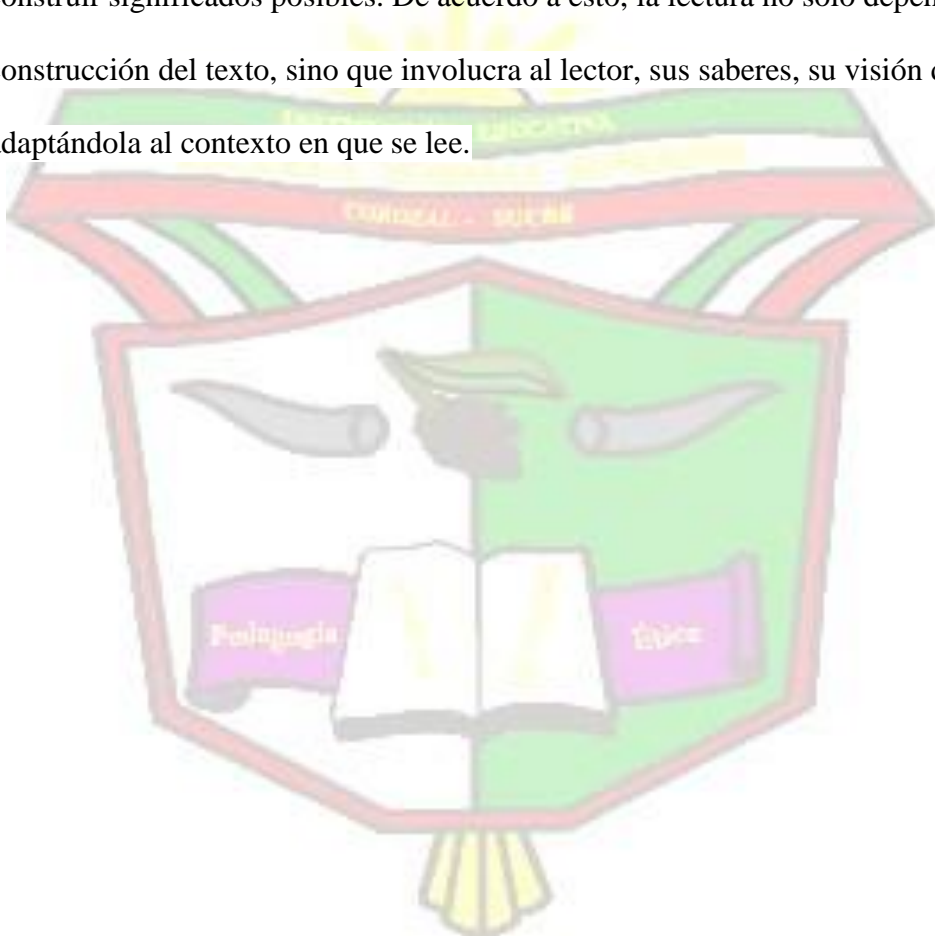 onstruir significados posibles. De acuerdo a esto, la lectura no solo depen
onstrucción del texto, sino que involucra al lector, sus saberes, su visión
daptándola al contexto en que se lee.
COROZAL - SUCRE
Pedagogía
Ética